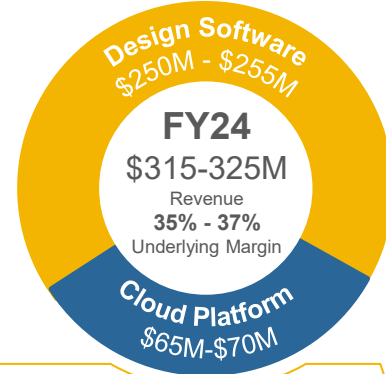 Design Software
$250M - $255M
FY24
$315-325M
Revenue
35% - 37%
Underlying Margin
Cloud Platform
$65M-$70M